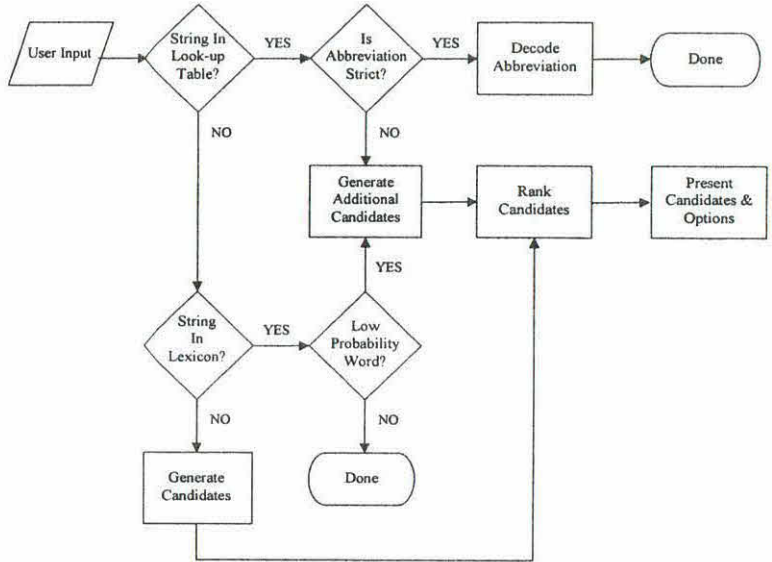 User Input
String In
Look-up
Table?
YES
Is
Abbreviation
Strict?
YES
Decode
Abbreviation
Done
NO
NO
Generate
Additional
Candidates
Rank
Candidates
Present
Candidates &
Options
YES
String
In
Lexicon?
YES
Low
Probability
Word?
NO
NO
Generate
Candidates
Done